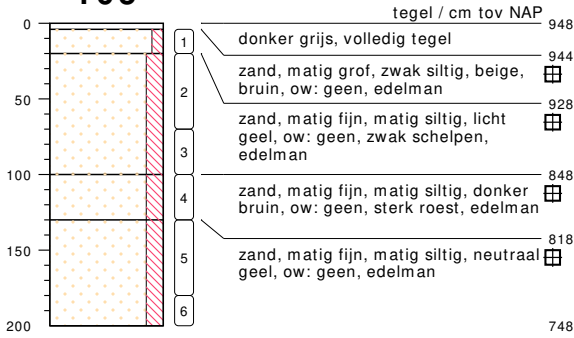 tegel / cm tov NAP
0
948
1
donker grijs, volledig tegel
944
zand, matig grof, zwak siltig, beige,
bruin, ow: geen, edelman
2
50
928
zand, matig fijn, matig siltig, licht
geel, ow: geen, zwak schelpen,
edelman
3
100
848
4
zand, matig fijn, matig siltig, donker
bruin, ow: geen, sterk roest, edelman
818
5
150
zand, matig fijn, matig siltig, neutraal
geel, ow: geen, edelman
6
200
748